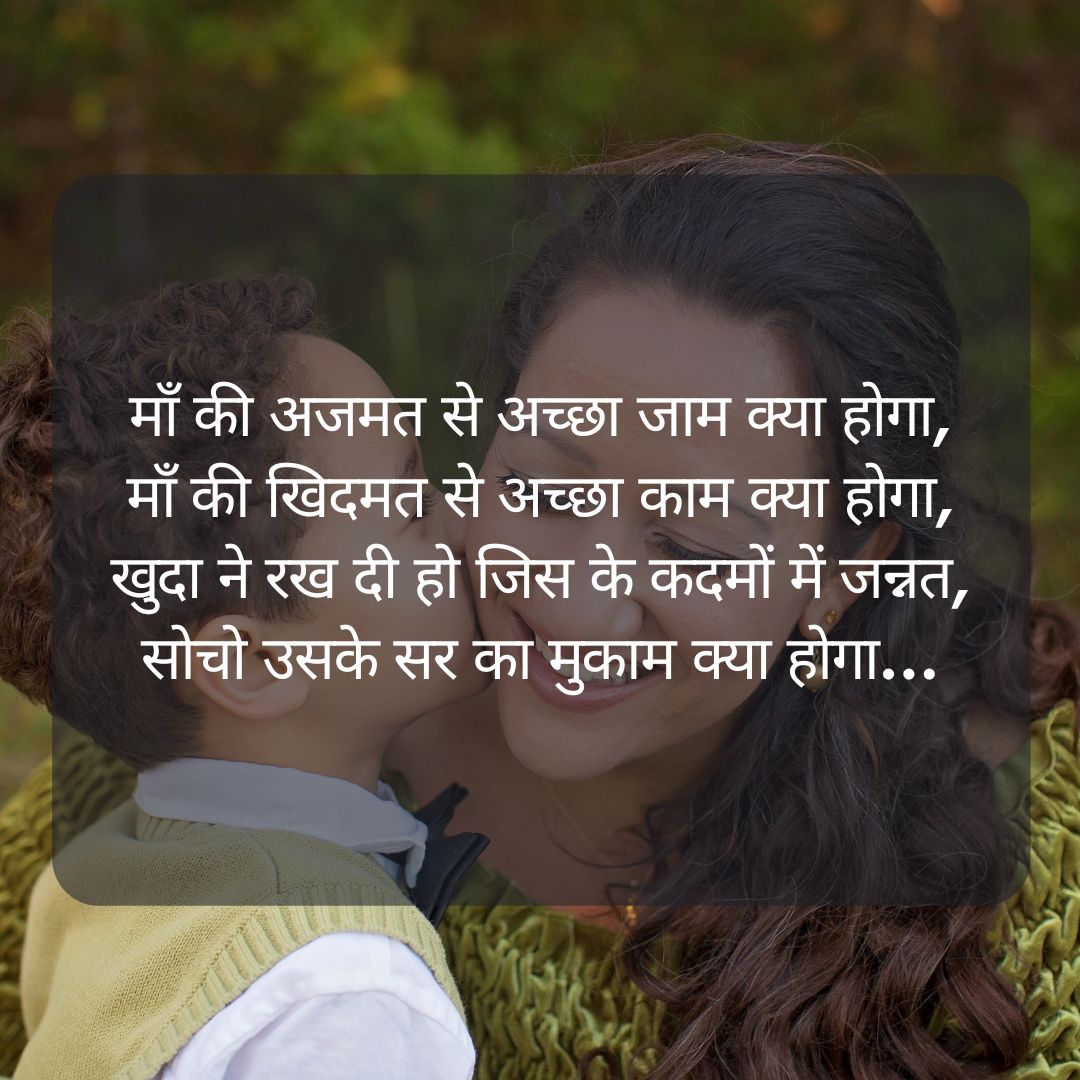 माँ की अजमत से अच्छा जाम क्या होगा,
माँ की खिदमत से अच्छा काम क्या होगा,
खुदा ने रख दी हो जिस के कदमों में जन्नत,
सोचो उसके सर का मुकाम क्या होगा...